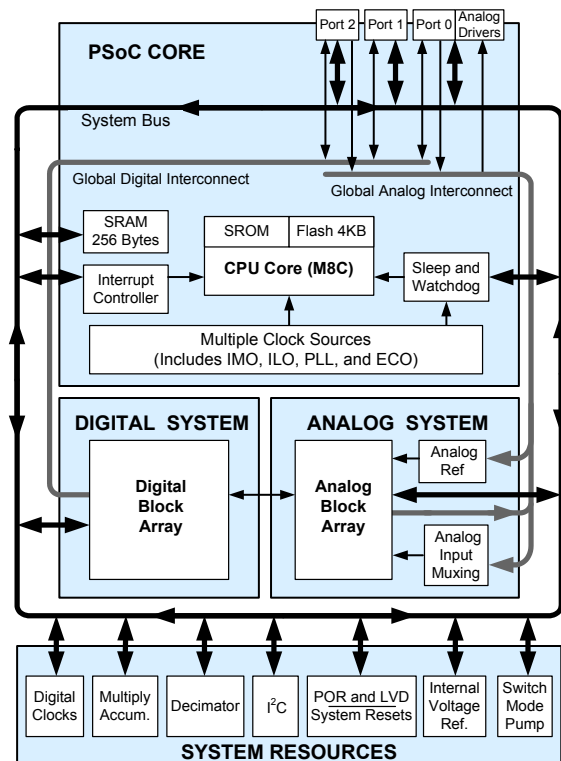 Port 2 Port 1 Port 0 Analog Drivers
PSoC CORE
System Bus
Global Digital Interconnect
Global Analog Interconnect
SRAM
256 Bytes
SROM Flash 4KB
CPU Core (M8C)
Interrupt
Controller
Sleep and
Watchdog
Multiple Clock Sources
(Includes IMO, ILO, PLL, and ECO)
DIGITAL SYSTEM
Digital
Block
Array
ANALOG SYSTEM
Analog
Block
Array
Analog
Ref
Analog
Input
Muxing
Digital
Clocks
Multiply
Accum.
Decimator
I²C
POR and LVD
System Resets
Internal
Voltage
Ref.
Switch
Mode
Pump
SYSTEM RESOURCES